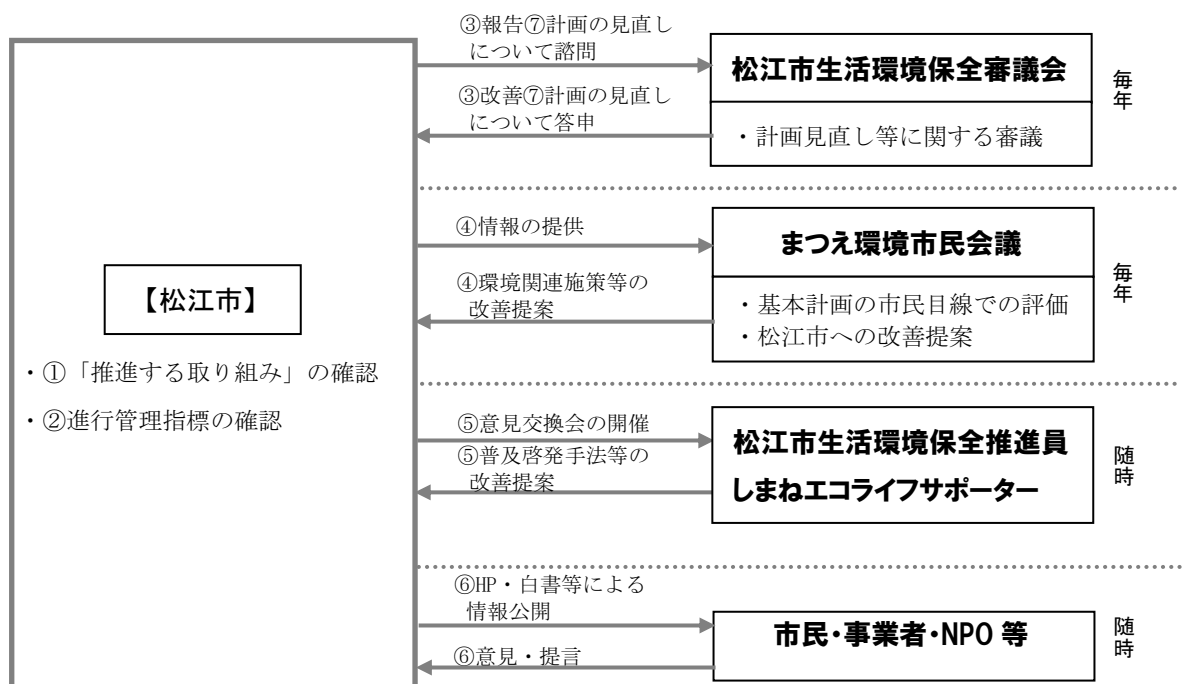 ③報告⑦計画の見直し
について諮問
松江市生活環境保全審議会
毎年
③改善⑦計画の見直し
について答申
・計画見直し等に関する審議
④情報の提供
まつえ環境市民会議
毎年
④環境関連施策等の
改善提案
・基本計画の市民目線での評価
・松江市への改善提案
【松江市】
・①「推進する取り組み」の確認
・②進行管理指標の確認
⑤意見交換会の開催
⑤普及啓発手法等の
改善提案
松江市生活環境保全推進員
しまねエコライフサポーター
随時
⑥HP・白書等による
情報公開
市民・事業者・NPO 等
随時
⑥意見・提言